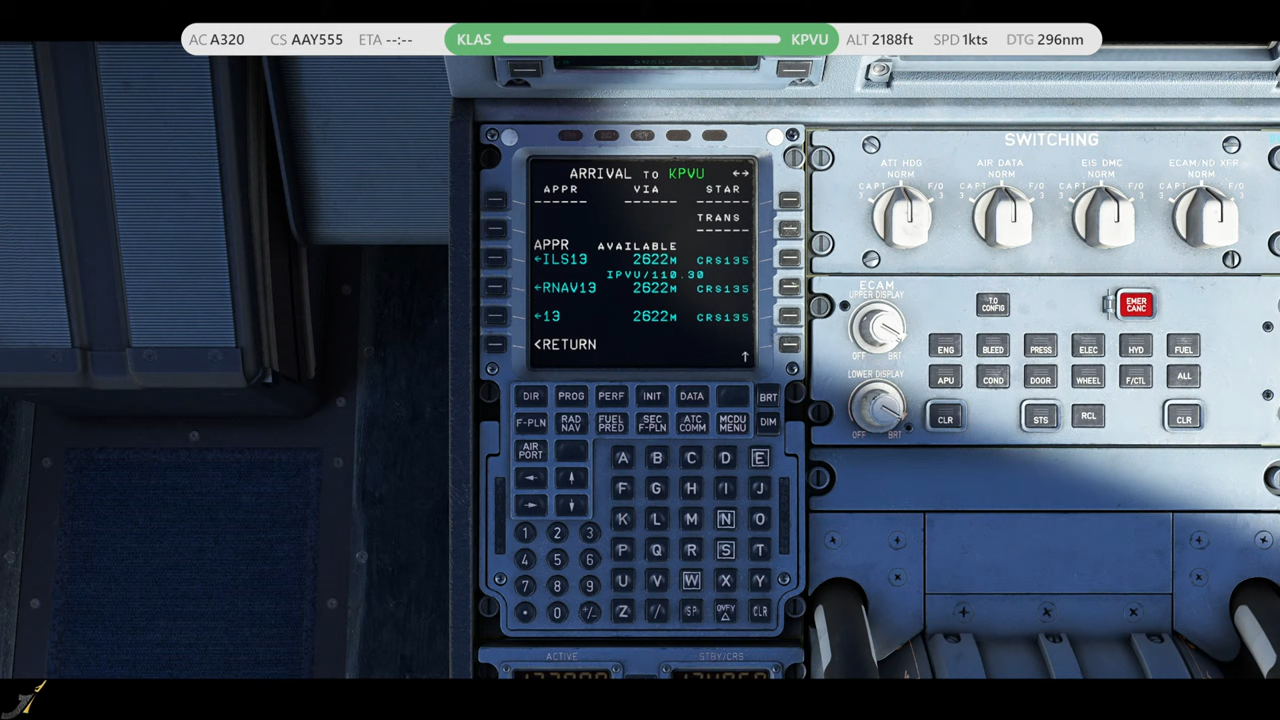 AC A320 CS AAY555 ETA --:-- KLAS KPVU ALT 2188ft SPD 1kts DTG 296nm
ARRIVAL TO KPVU ←→
APPR VIA STAR
------ ------ ------
TRANS
------
APPR AVAILABLE
←ILS13 2622M CRS135
IPVU/110.30
←RNAV13 2622M CRS135
←13 2622M CRS135
<RETURN ↑
DIR PROG PERF INIT DATA BRT
F-PLN RAD NAV FUEL PRED SEC F-PLN ATC COMM MCDU MENU DIM
AIR PORT
← ↑
→ ↓
A B C D E
F G H I J
K L M N O
P Q R S T
U V W X Y
Z / SP OVFY △ CLR
1 2 3
4 5 6
7 8 9
. 0 +/-
ACTIVE STBY/CRS
SWITCHING
ATT HDG AIR DATA EIS DMC ECAM/ND XFR
NORM NORM NORM NORM
CAPT 3 F/O 3 CAPT 3 F/O 3 CAPT 3 F/O 3 CAPT F/O
ECAM
UPPER DISPLAY
OFF BRT
LOWER DISPLAY
OFF BRT
T.O CONFIG EMER CANC
ENG BLEED PRESS ELEC HYD FUEL
APU COND DOOR WHEEL F/CTL ALL
CLR STS RCL CLR